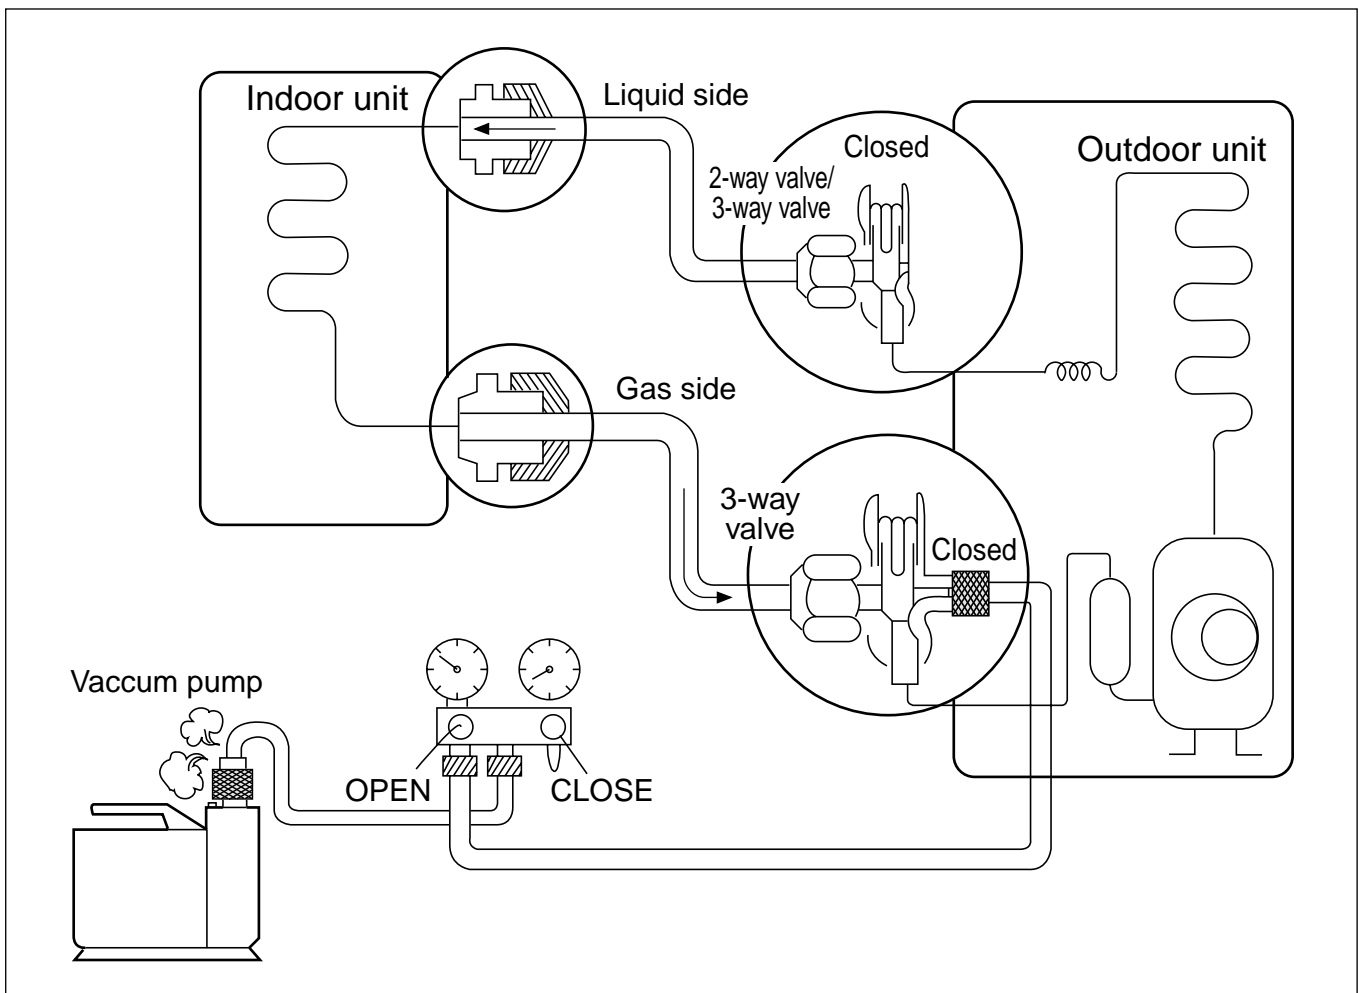 Indoor unit
Liquid side
Closed
2-way valve/
3-way valve
Outdoor unit
Gas side
3-way
valve
Closed
Vaccum pump
OPEN
CLOSE